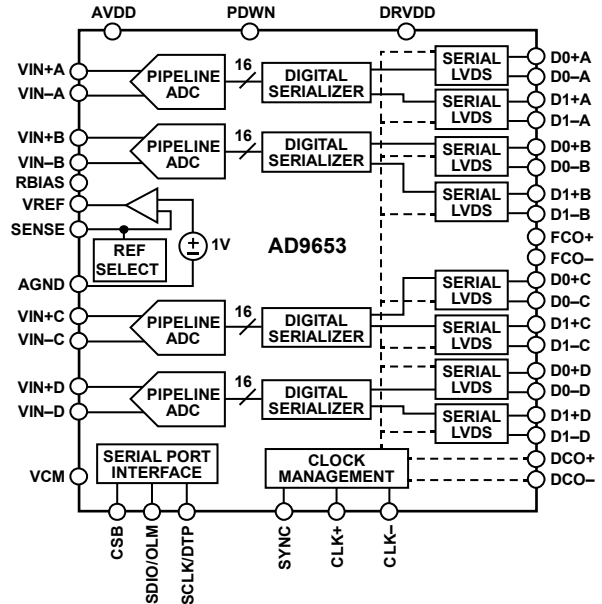 AVDD
PDWN
DRVDD
VIN+A
VIN–A
PIPELINE
ADC
16
DIGITAL
SERIALIZER
SERIAL
LVDS
D0+A
D0–A
SERIAL
LVDS
D1+A
D1–A
VIN+B
VIN–B
PIPELINE
ADC
16
DIGITAL
SERIALIZER
SERIAL
LVDS
D0+B
D0–B
SERIAL
LVDS
D1+B
D1–B
RBIAS
VREF
SENSE
REF
SELECT
1V
AGND
AD9653
FCO+
FCO–
VIN+C
VIN–C
PIPELINE
ADC
16
DIGITAL
SERIALIZER
SERIAL
LVDS
D0+C
D0–C
SERIAL
LVDS
D1+C
D1–C
VIN+D
VIN–D
PIPELINE
ADC
16
DIGITAL
SERIALIZER
SERIAL
LVDS
D0+D
D0–D
SERIAL
LVDS
D1+D
D1–D
VCM
SERIAL PORT
INTERFACE
CLOCK
MANAGEMENT
DCO+
DCO–
CSB
SDIO/OLM
SCLK/DTP
SYNC
CLK+
CLK–